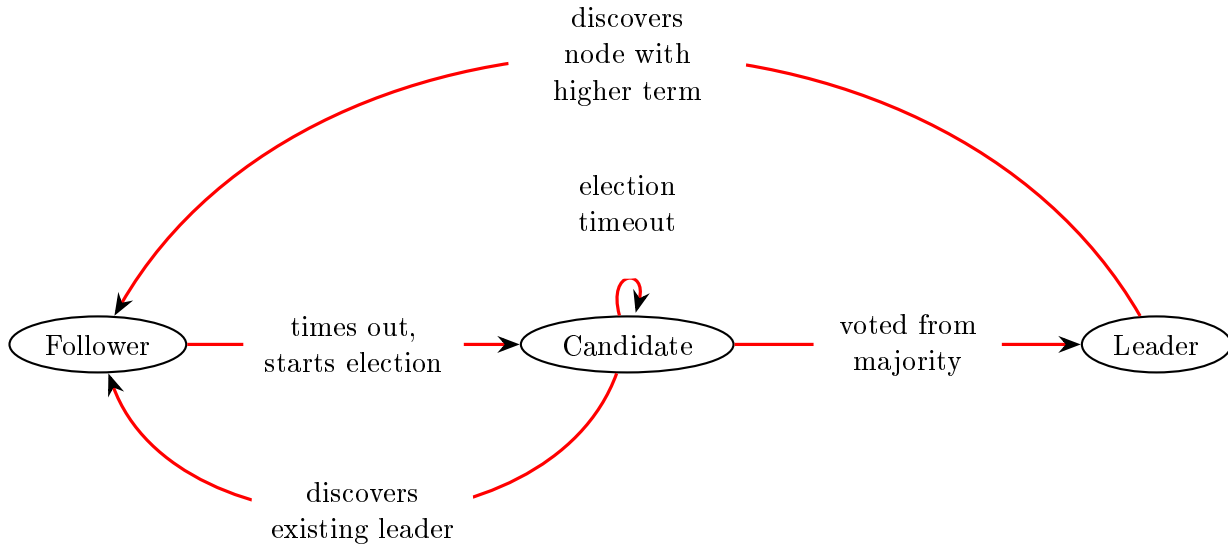 discovers
node with
higher term
election
timeout
Follower
times out,
starts election
Candidate
voted from
majority
Leader
discovers
existing leader